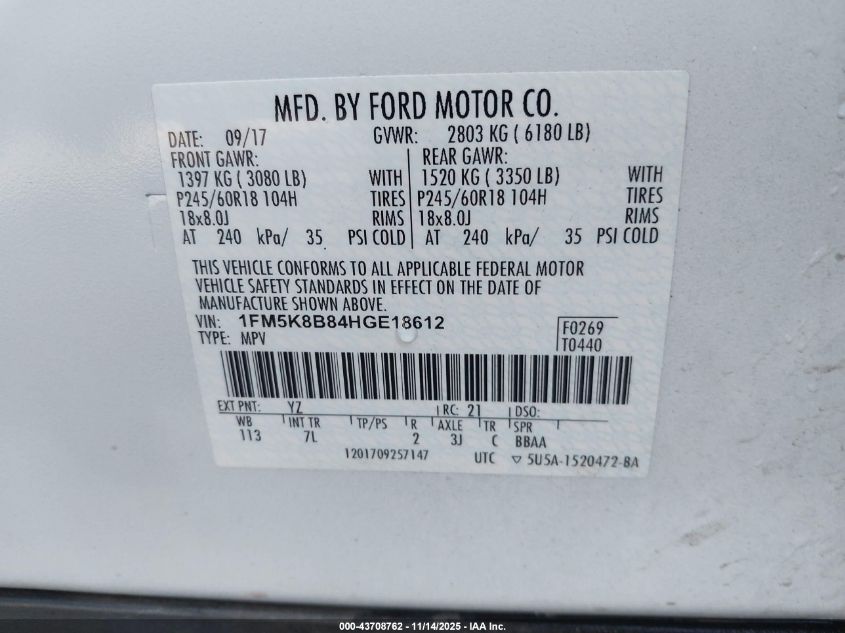 MFD. BY FORD MOTOR CO.
DATE: 09/17 GVWR: 2803 KG ( 6180 LB)
FRONT GAWR: REAR GAWR:
1397 KG ( 3080 LB) WITH 1520 KG ( 3350 LB) WITH
P245/60R18 104H TIRES P245/60R18 104H TIRES
18x8.0J RIMS 18x8.0J RIMS
AT 240 kPa/ 35 PSI COLD AT 240 kPa/ 35 PSI COLD
THIS VEHICLE CONFORMS TO ALL APPLICABLE FEDERAL MOTOR
VEHICLE SAFETY STANDARDS IN EFFECT ON THE DATE OF
MANUFACTURE SHOWN ABOVE.
VIN: 1FM5K8B84HGE18612 F0269
TYPE: MPV T0440
EXT PNT: YZ RC: 21 DSO:
WB INT TR TP/PS R AXLE TR SPR
113 7L 2 3J C BBAA
1201709257147 UTC ▽ 5U5A-1520472-BA
000-43708762 - 11/14/2025 - IAA Inc.